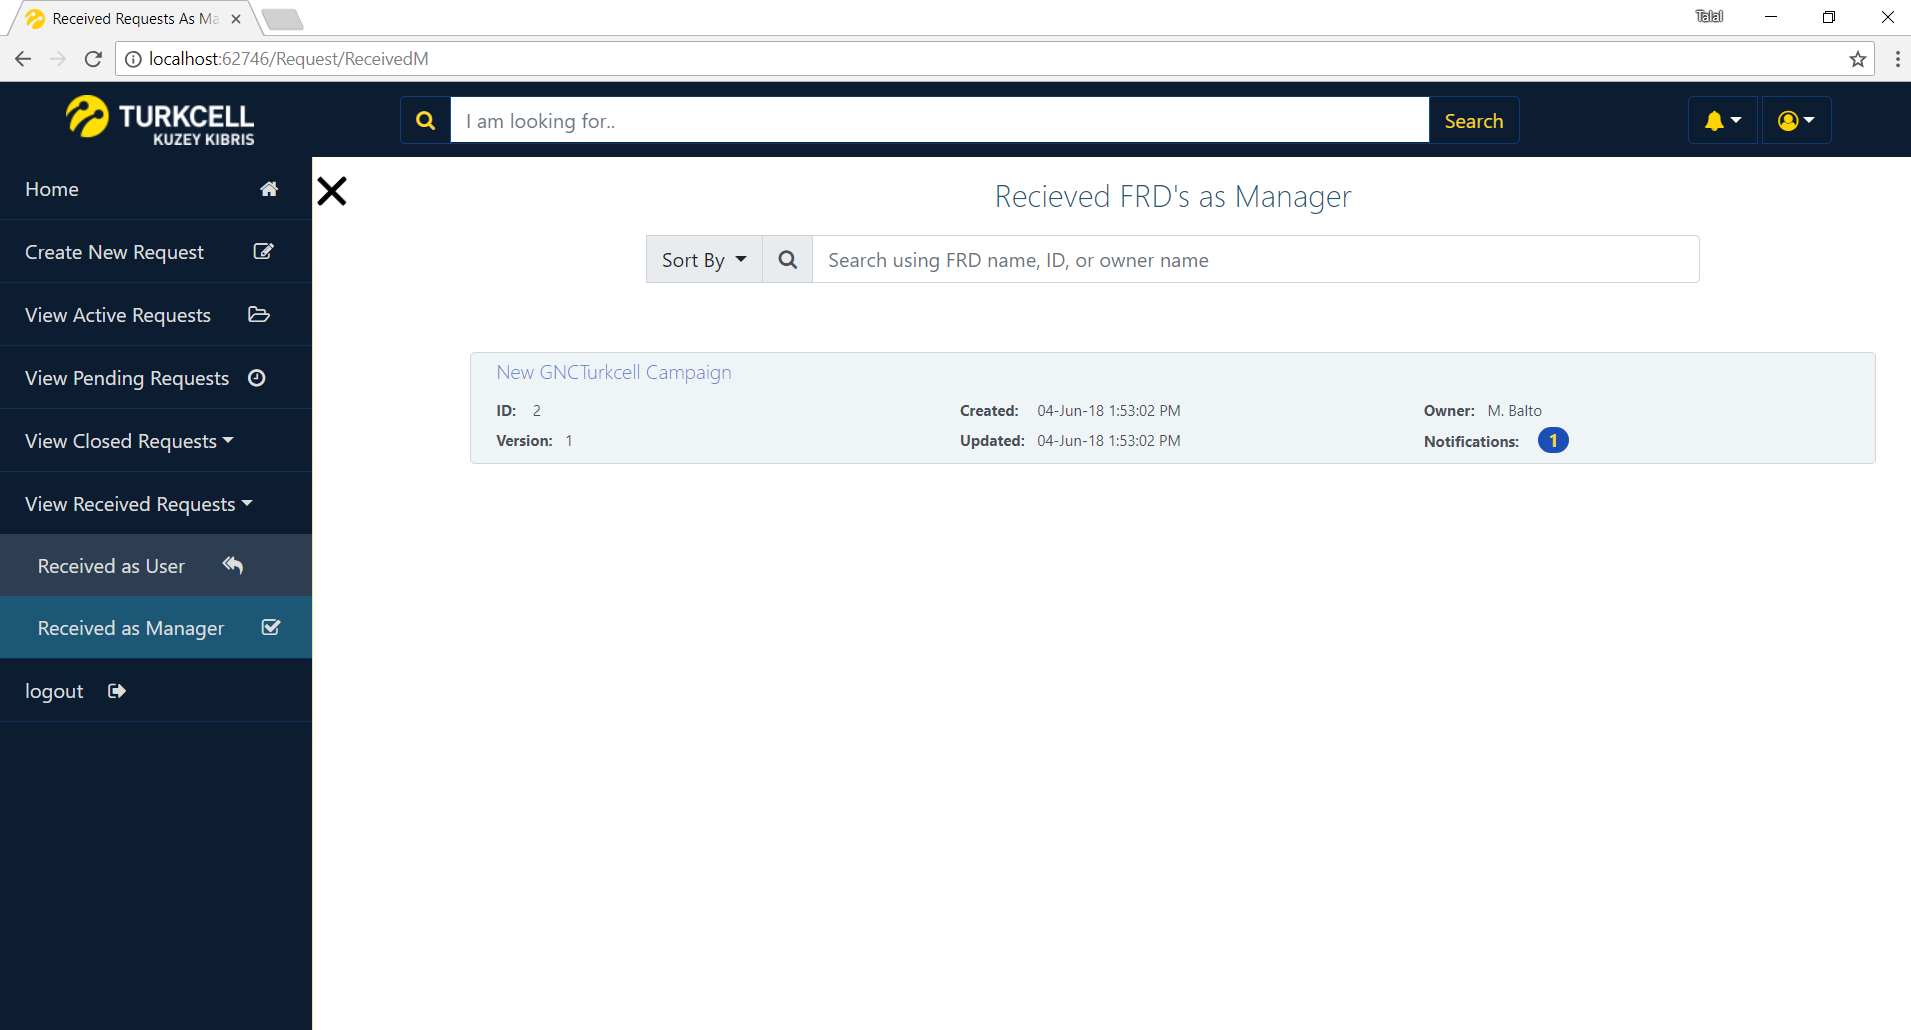 Received Requests As Ma
Talal
localhost:62746/Request/ReceivedM
TURKCELL
KUZEY KIBRIS
I am looking for..
Search
Home
Create New Request
View Active Requests
View Pending Requests
View Closed Requests
View Received Requests
Received as User
Received as Manager
logout
Recieved FRD's as Manager
Sort By
Search using FRD name, ID, or owner name
New GNCTurkcell Campaign
ID: 2 Created: 04-Jun-18 1:53:02 PM Owner: M. Balto
Version: 1 Updated: 04-Jun-18 1:53:02 PM Notifications: 1